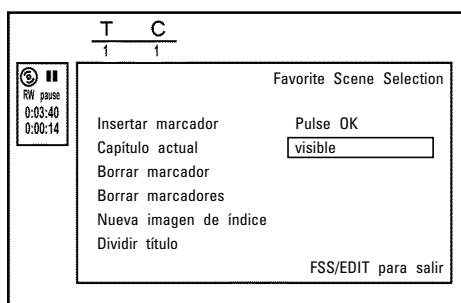 T C
1 1
RW pause
0:03:40
0:00:14
Favorite Scene Selection
Insertar marcador Pulse OK
Capítulo actual visible
Borrar marcador
Borrar marcadores
Nueva imagen de índice
Dividir título
FSS/EDIT para salir